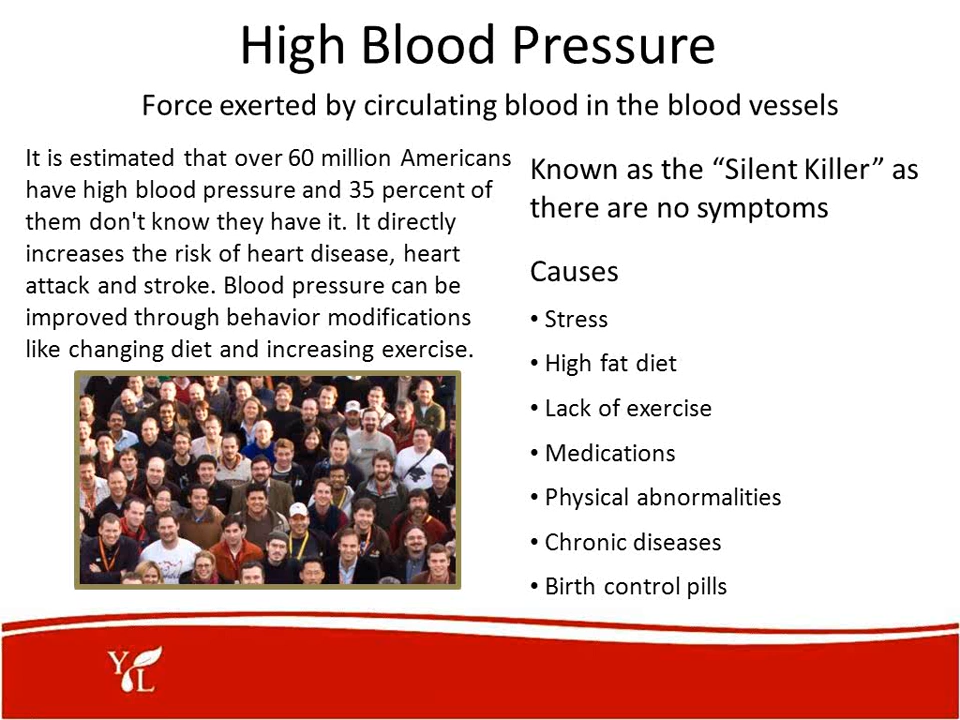 High Blood Pressure
Force exerted by circulating blood in the blood vessels
It is estimated that over 60 million Americans
have high blood pressure and 35 percent of
them don't know they have it. It directly
increases the risk of heart disease, heart
attack and stroke. Blood pressure can be
improved through behavior modifications
like changing diet and increasing exercise.
Known as the “Silent Killer” as
there are no symptoms
Causes
• Stress
• High fat diet
• Lack of exercise
• Medications
• Physical abnormalities
• Chronic diseases
• Birth control pills
Y L